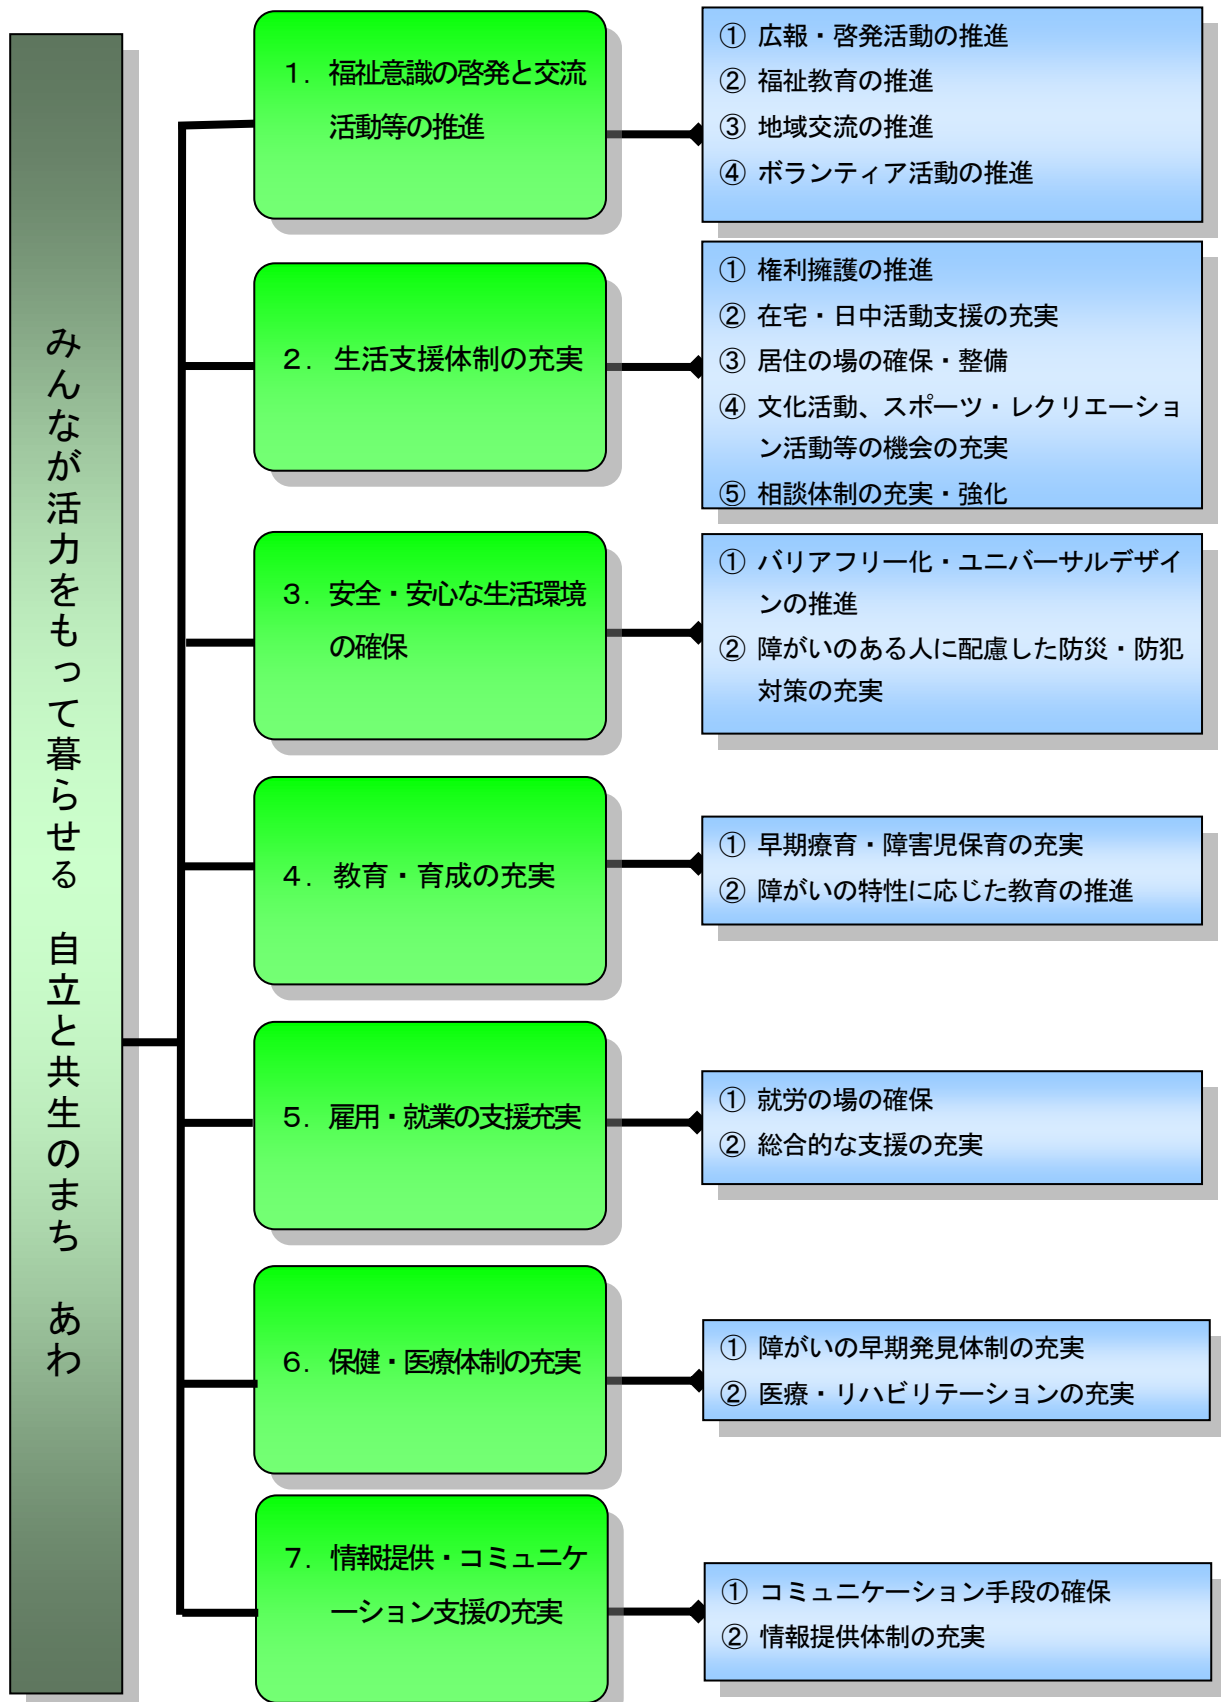 みんなが活力をもって暮らせる　自立と共生のまち　あわ
１．福祉意識の啓発と交流
活動等の推進
① 広報・啓発活動の推進
② 福祉教育の推進
③ 地域交流の推進
④ ボランティア活動の推進
２．生活支援体制の充実
① 権利擁護の推進
② 在宅・日中活動支援の充実
③ 居住の場の確保・整備
④ 文化活動、スポーツ・レクリエーショ
ン活動等の機会の充実
⑤ 相談体制の充実・強化
３．安全・安心な生活環境
の確保
① バリアフリー化・ユニバーサルデザイ
ンの推進
② 障がいのある人に配慮した防災・防犯
対策の充実
４．教育・育成の充実
① 早期療育・障害児保育の充実
② 障がいの特性に応じた教育の推進
５．雇用・就業の支援充実
① 就労の場の確保
② 総合的な支援の充実
６．保健・医療体制の充実
① 障がいの早期発見体制の充実
② 医療・リハビリテーションの充実
７．情報提供・コミュニケ
ーション支援の充実
① コミュニケーション手段の確保
② 情報提供体制の充実